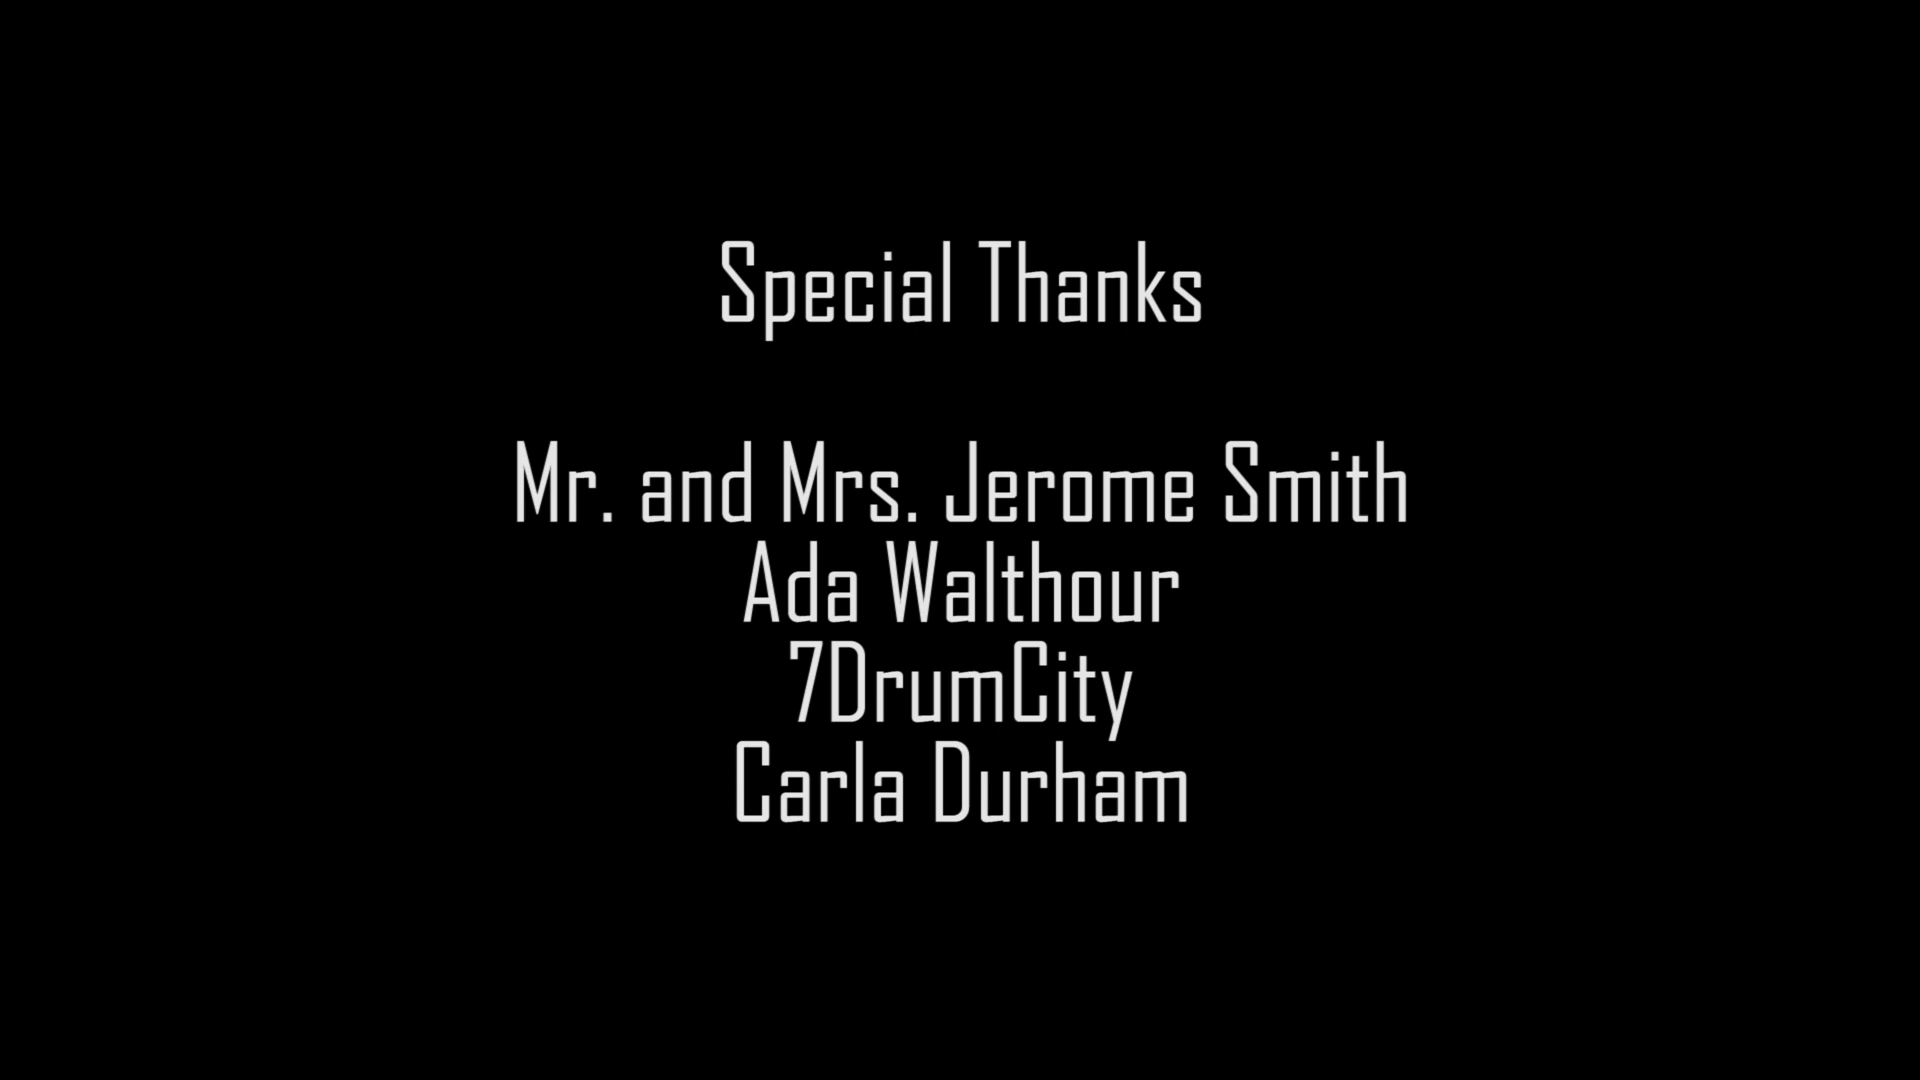 Special Thanks
Mr. and Mrs. Jerome Smith
Ada Walthour
7DrumCity
Carla Durham